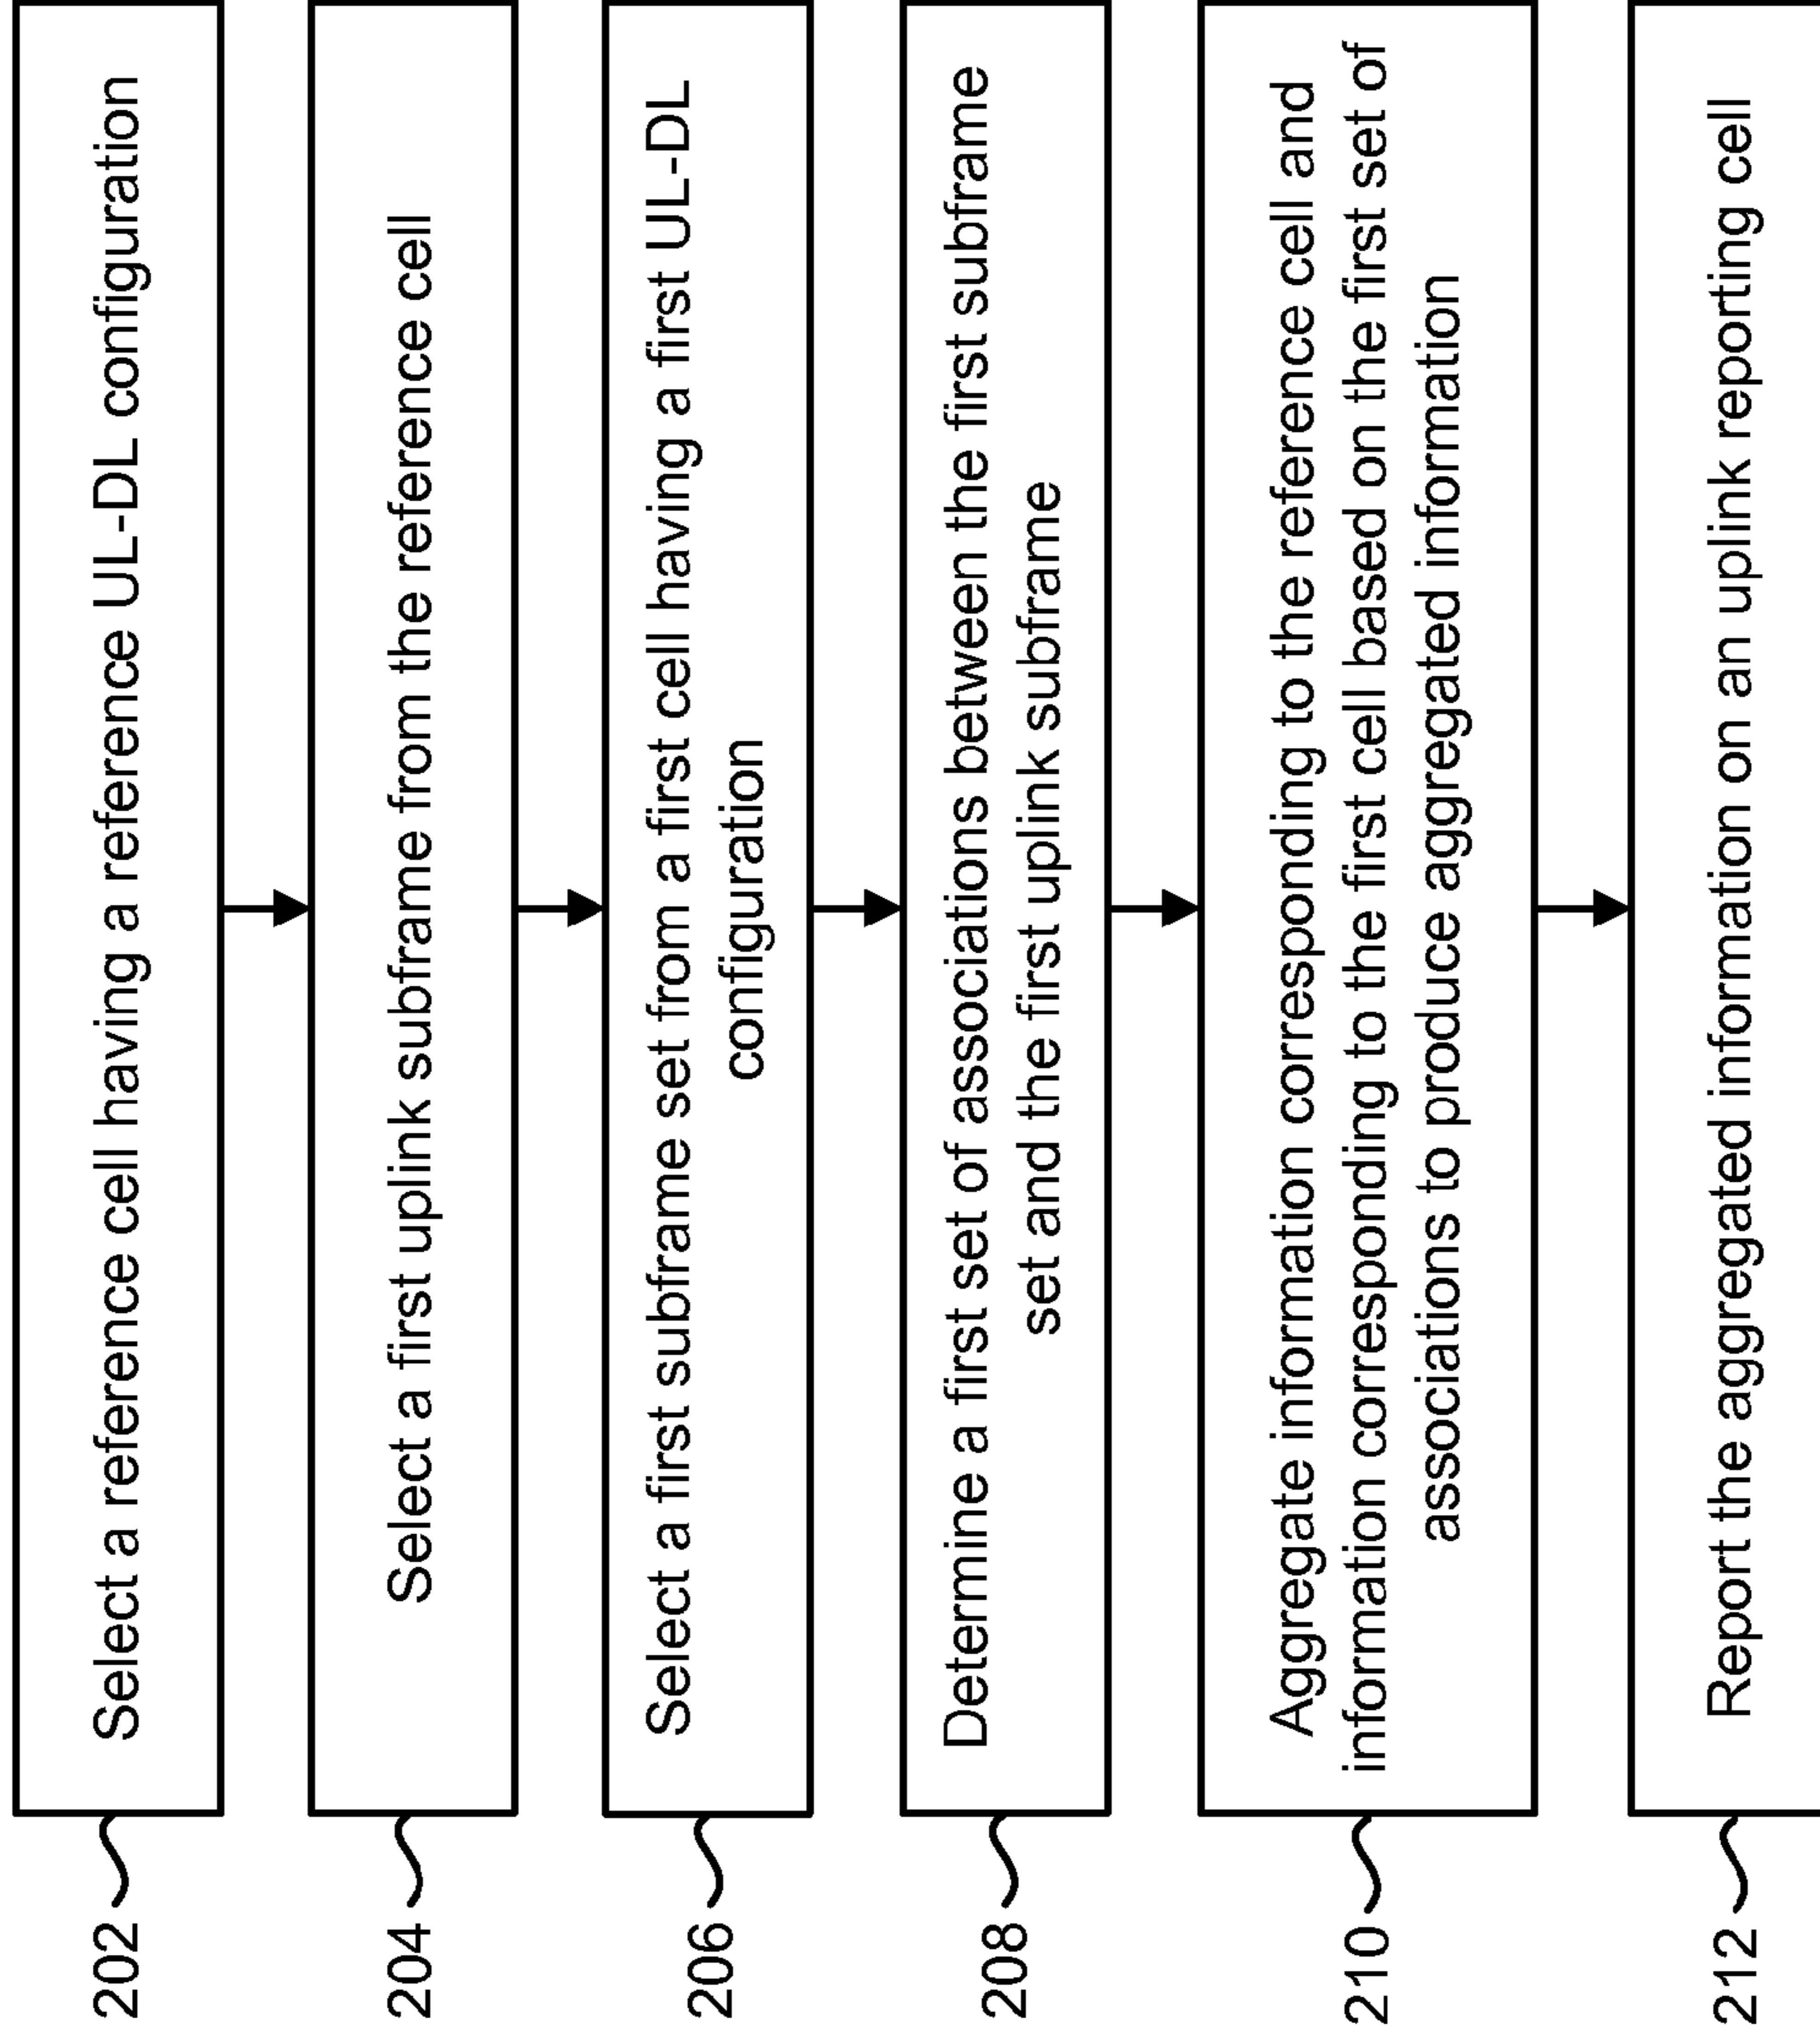 202
Select a reference cell having a reference UL-DL configuration
204
Select a first uplink subframe from the reference cell
206
Select a first subframe set from a first cell having a first UL-DL
configuration
208
Determine a first set of associations between the first subframe
set and the first uplink subframe
210
Aggregate information corresponding to the reference cell and
information corresponding to the first cell based on the first set of
associations to produce aggregated information
212
Report the aggregated information on an uplink reporting cell